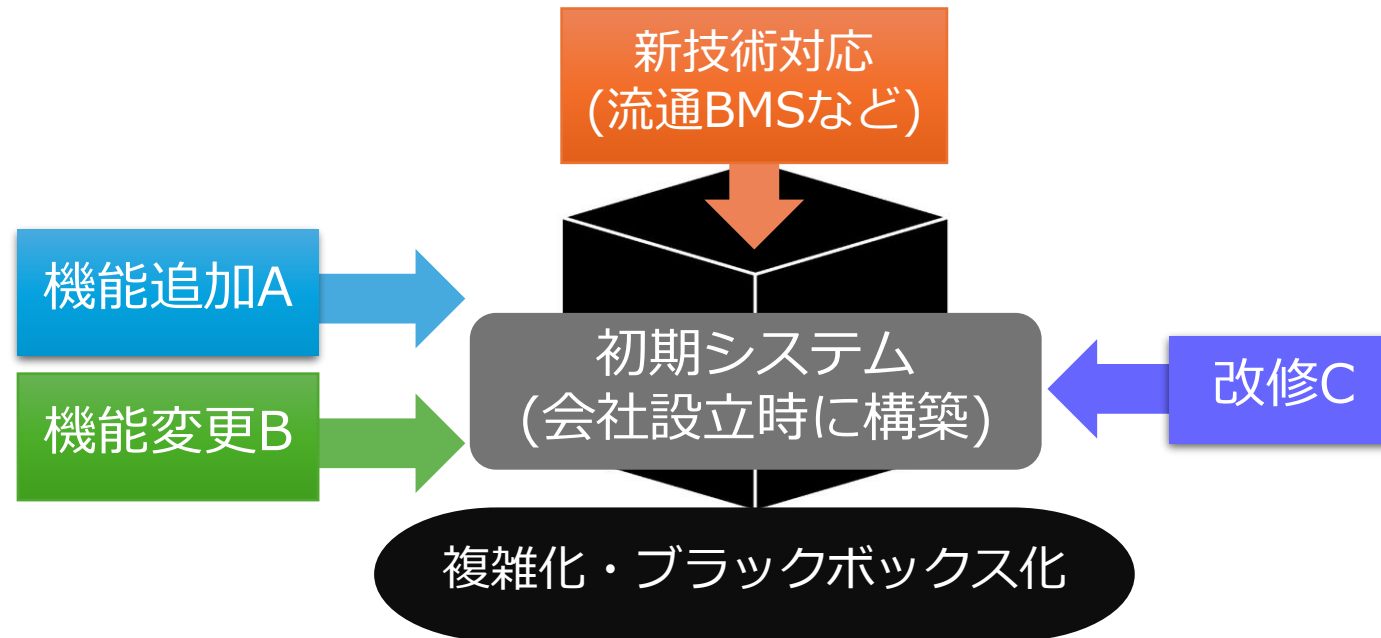 新技術対応
(流通BMSなど)
機能追加A
機能変更B
初期システム
(会社設立時に構築)
改修C
複雑化・ブラックボックス化